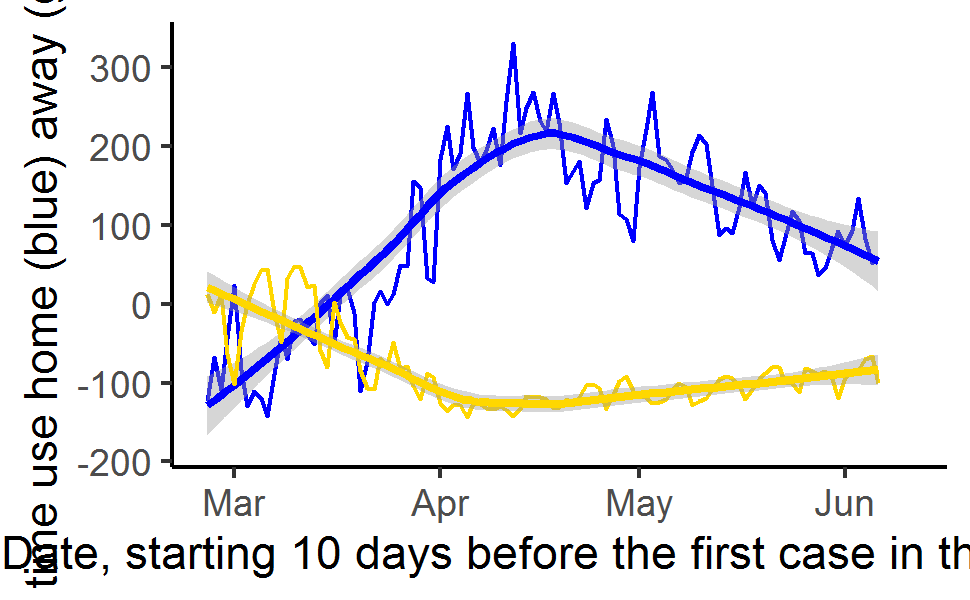 time use home (blue) away (
300
200
100
0
-100
-200
Mar Apr May Jun
Date, starting 10 days before the first case in th